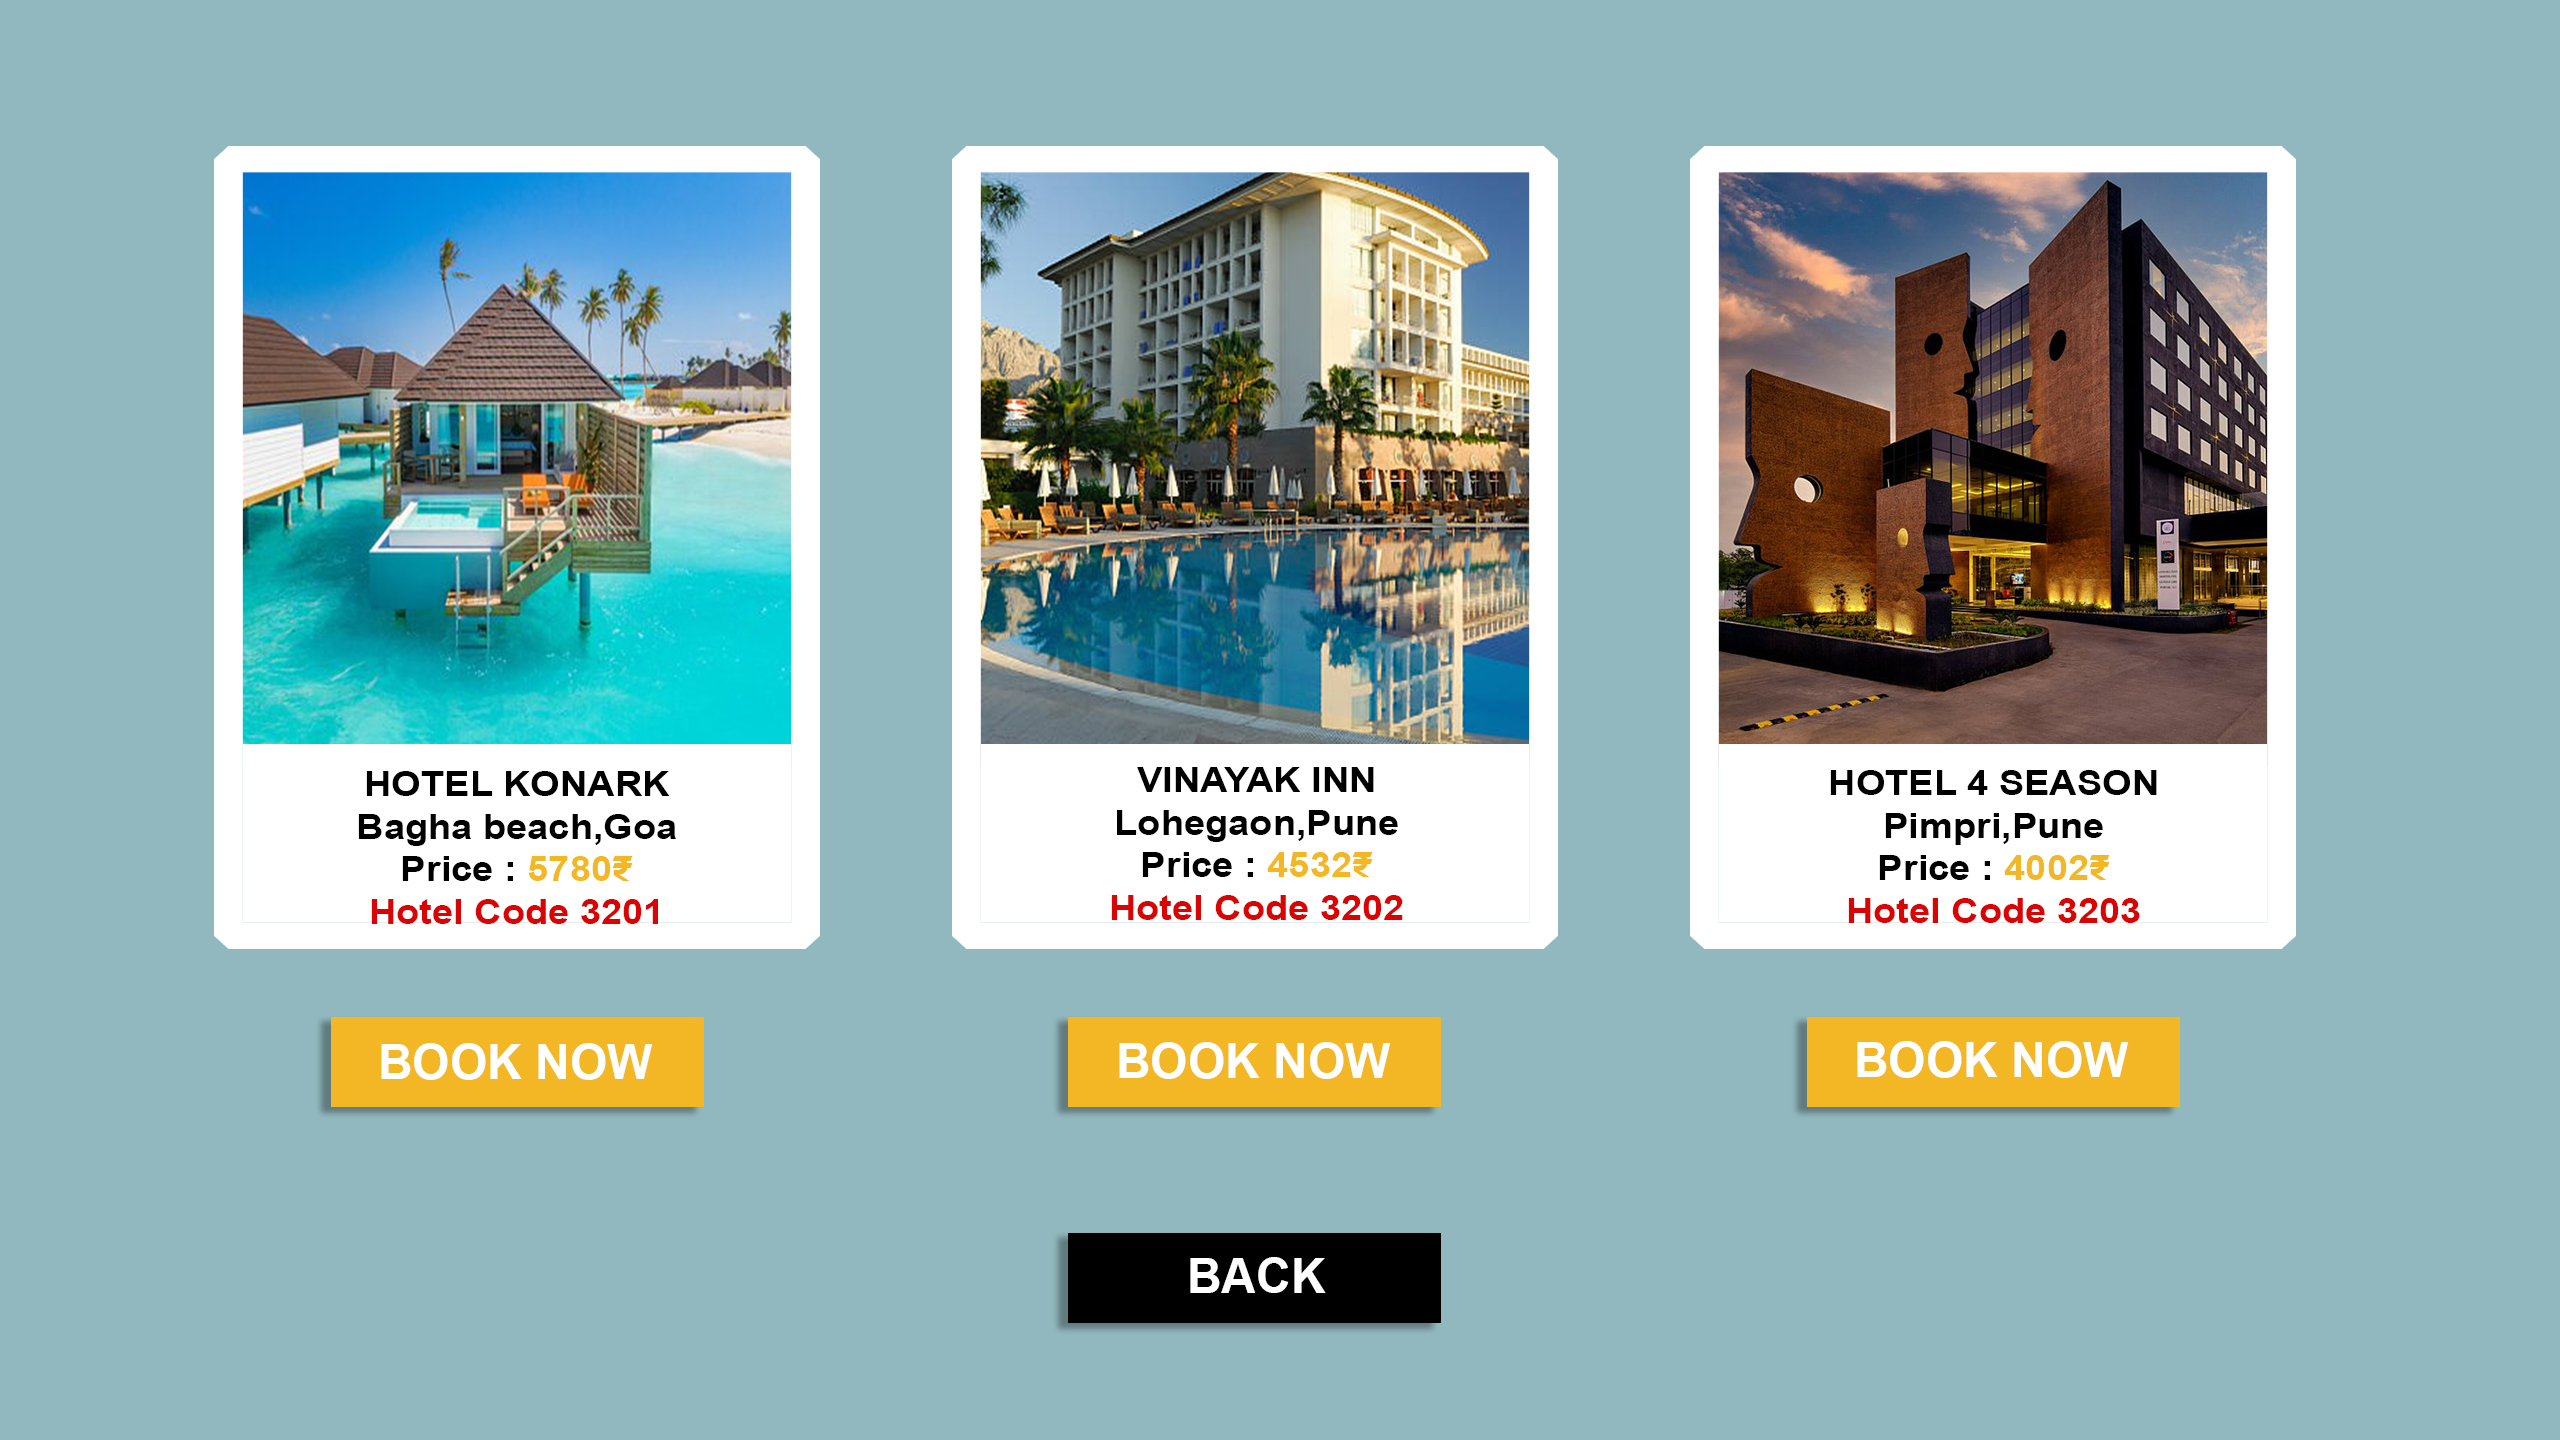 HOTEL KONARK
Bagha beach,Goa
Price : 5780₹
Hotel Code 3201
BOOK NOW
VINAYAK INN
Lohegaon,Pune
Price : 4532₹
Hotel Code 3202
BOOK NOW
HOTEL 4 SEASON
Pimpri,Pune
Price : 4002₹
Hotel Code 3203
BOOK NOW
BACK